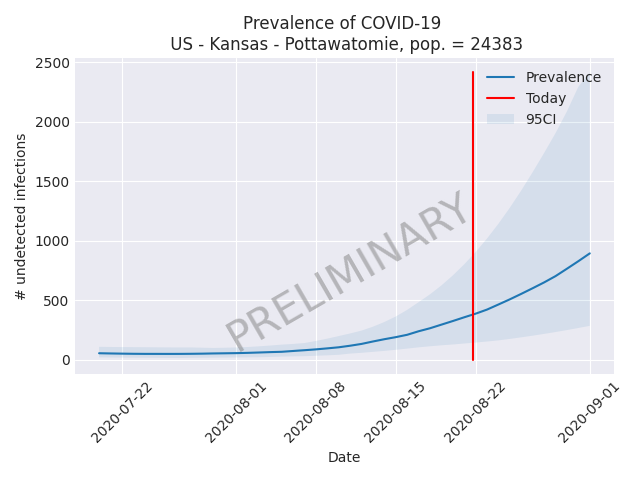 Prevalence of COVID-19
US - Kansas - Pottawatomie, pop. = 24383
2500
2000
1500
1000
500
0
# undetected infections
Prevalence
Today
95CI
PRELIMINARY
2020-07-22
2020-08-01
2020-08-08
2020-08-15
2020-08-22
2020-09-01
Date